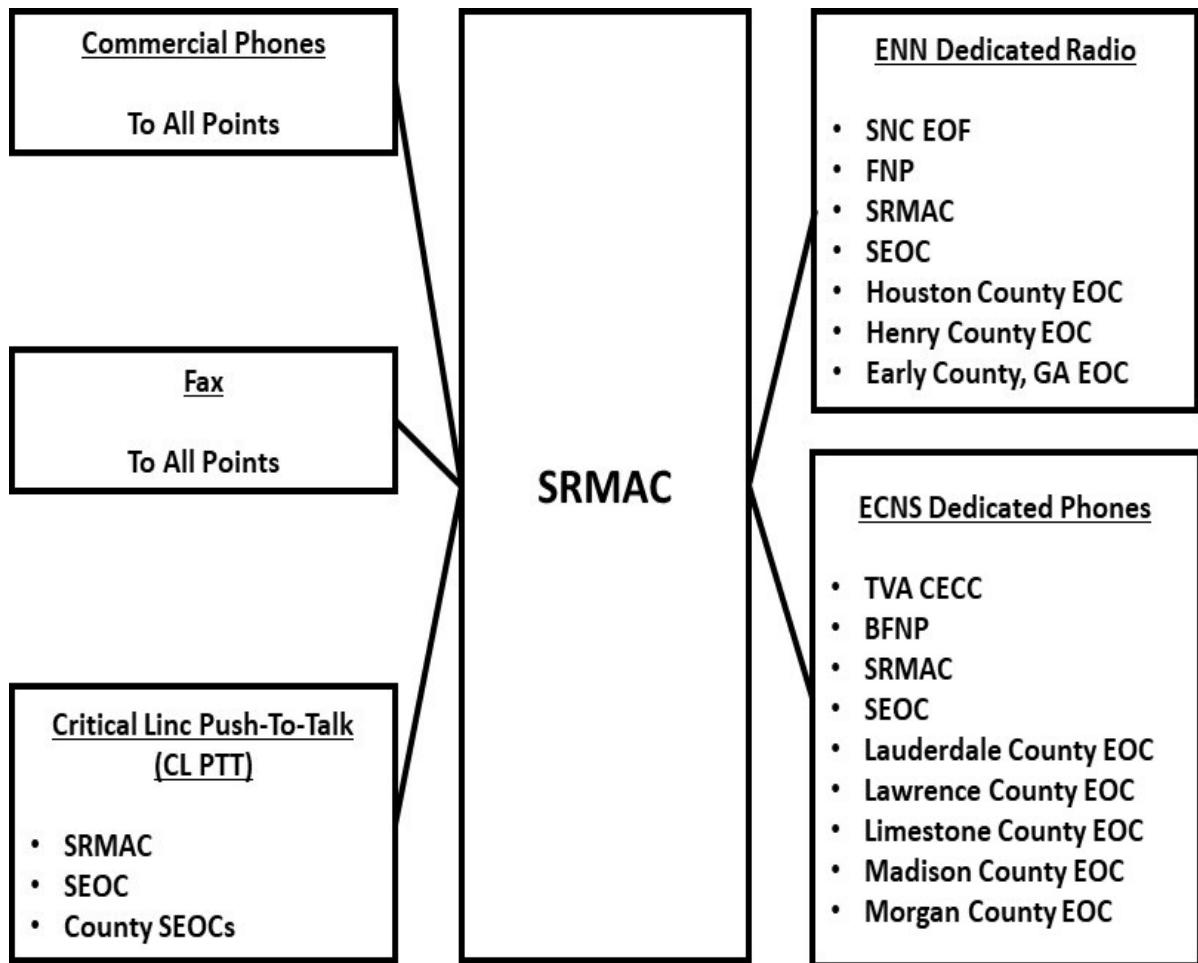 Commercial Phones
To All Points
Fax
To All Points
Critical Linc Push-To-Talk
(CL PTT)
• SRMAC
• SEOC
• County SEOCs
SRMAC
ENN Dedicated Radio
• SNC EOF
• FNP
• SRMAC
• SEOC
• Houston County EOC
• Henry County EOC
• Early County, GA EOC
ECNS Dedicated Phones
• TVA CECC
• BFNP
• SRMAC
• SEOC
• Lauderdale County EOC
• Lawrence County EOC
• Limestone County EOC
• Madison County EOC
• Morgan County EOC